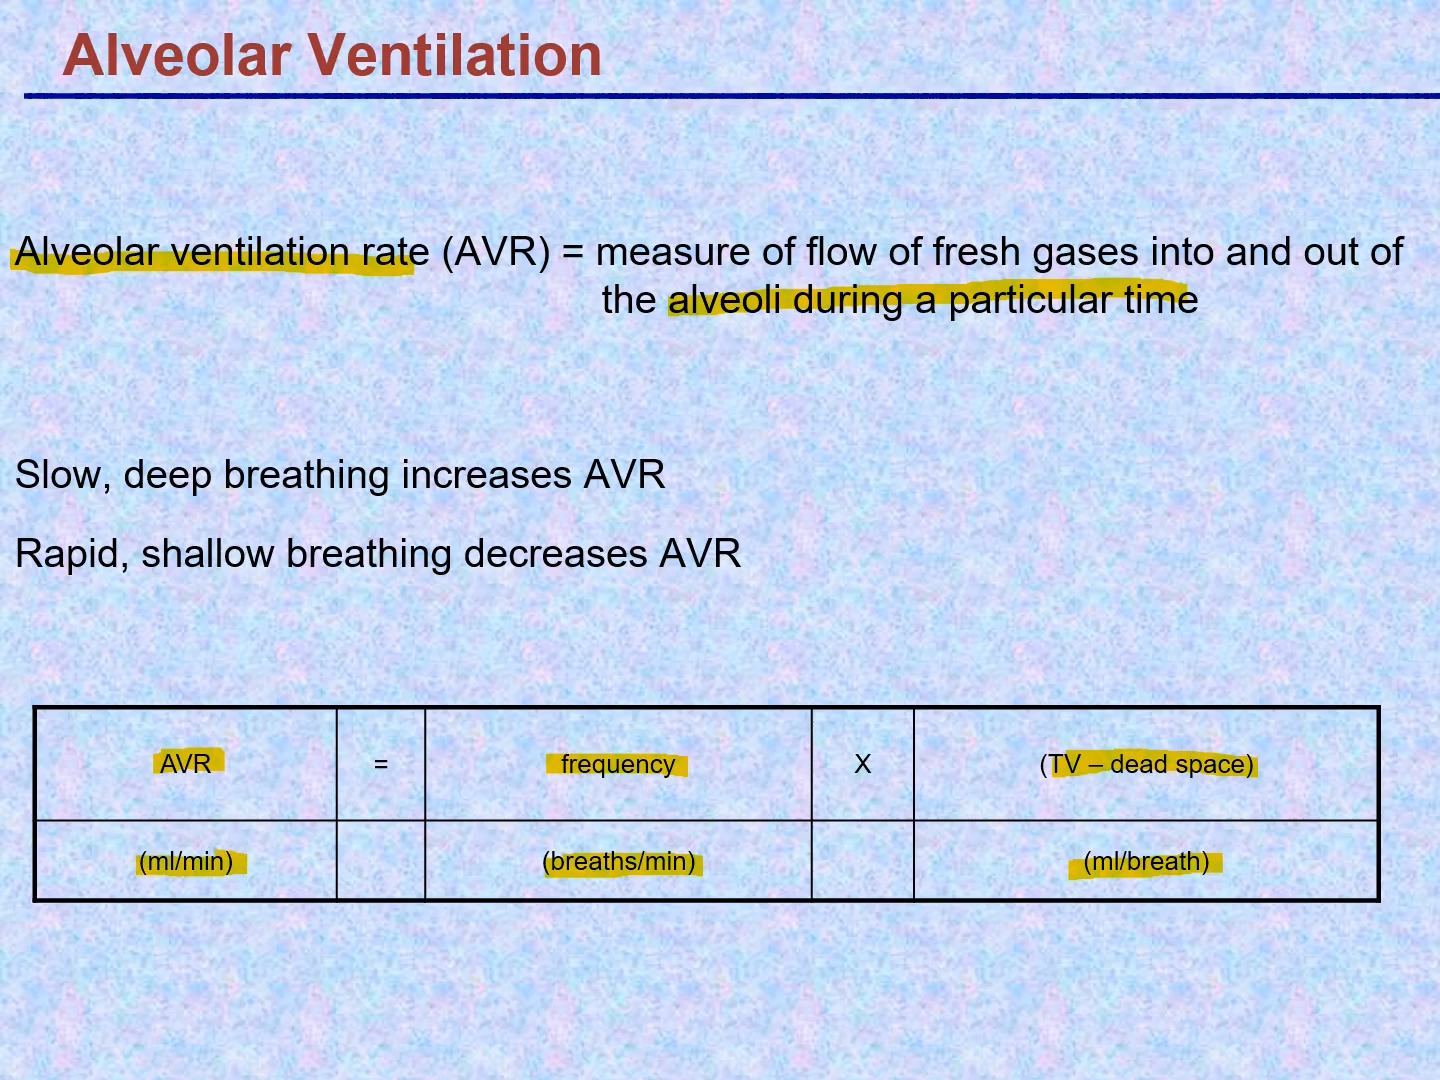 Alveolar Ventilation
Alveolar ventilation rate (AVR) = measure of flow of fresh gases into and out of
the alveoli during a particular time
Slow, deep breathing increases AVR
Rapid, shallow breathing decreases AVR
AVR = frequency X (TV – dead space)
(ml/min) (breaths/min) (ml/breath)